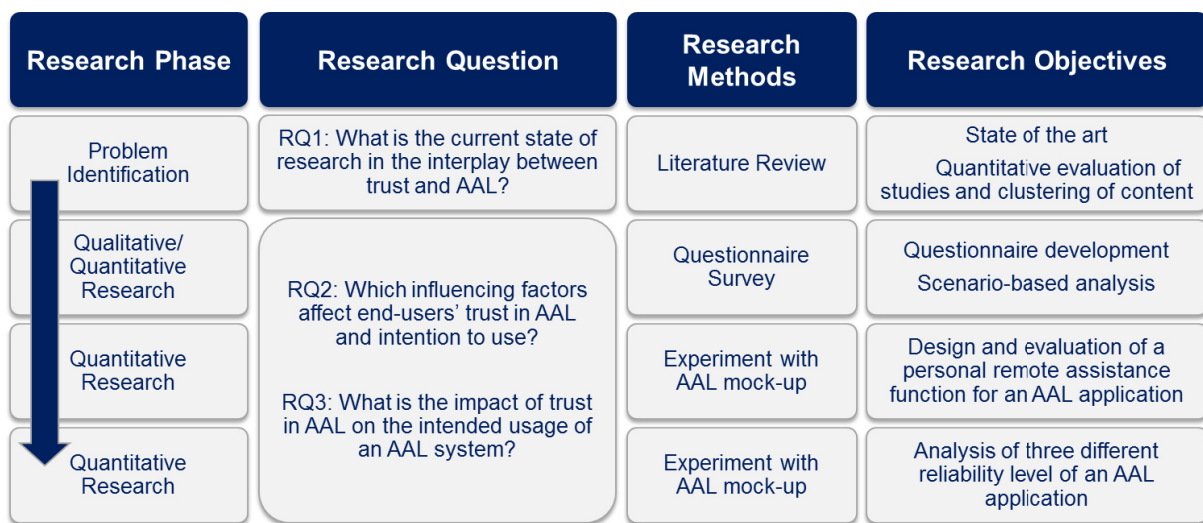 Research Phase
Research Question
Research
Methods
Research Objectives
Problem
Identification
RQ1: What is the current state of
research in the interplay between
trust and AAL?
Literature Review
State of the art
Quantitative evaluation of
studies and clustering of content
Qualitative/
Quantitative
Research
RQ2: Which influencing factors
affect end-users' trust in AAL
and intention to use?
RQ3: What is the impact of trust
in AAL on the intended usage of
an AAL system?
Questionnaire
Survey
Questionnaire development
Scenario-based analysis
Quantitative
Research
Experiment with
AAL mock-up
Design and evaluation of a
personal remote assistance
function for an AAL application
Quantitative
Research
Experiment with
AAL mock-up
Analysis of three different
reliability level of an AAL
application